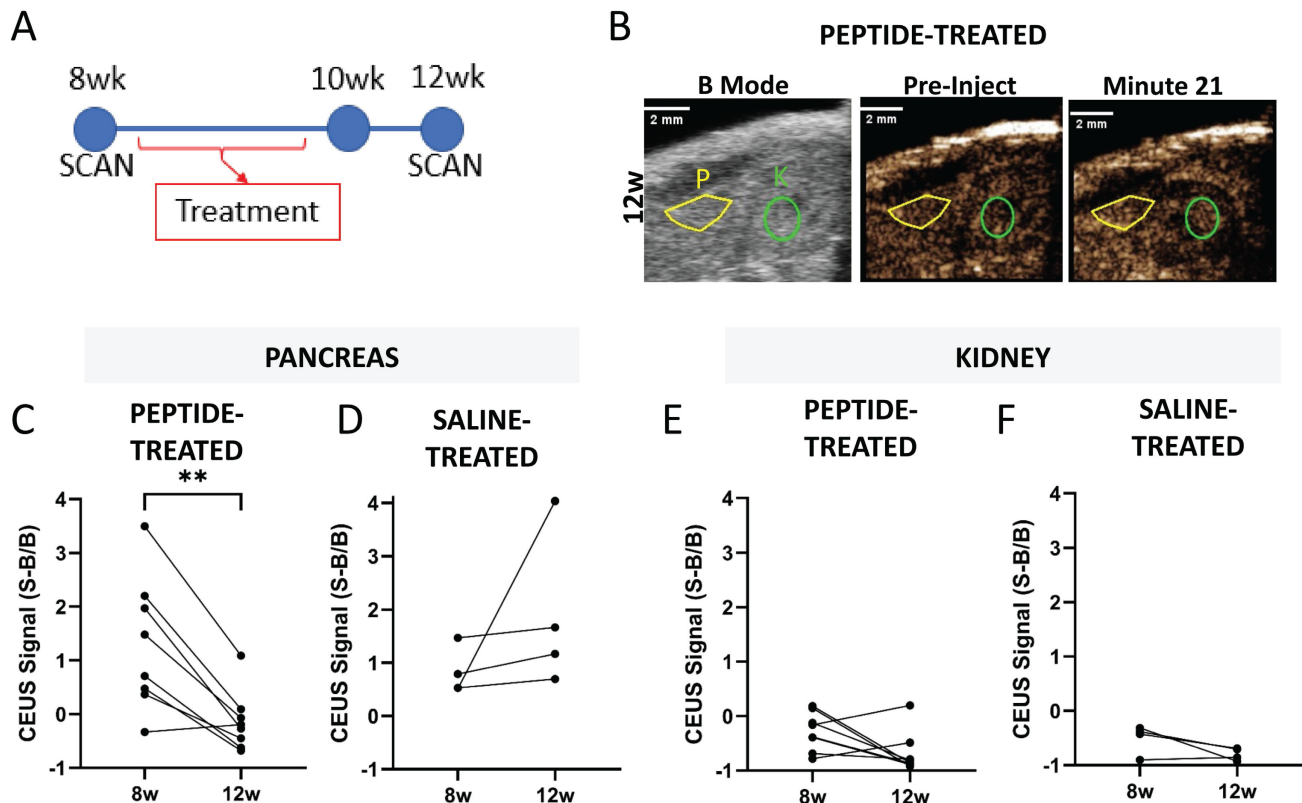 A
8wk
10wk
12wk
SCAN
SCAN
Treatment
B
PEPTIDE-TREATED
B Mode
Pre-Inject
Minute 21
2 mm
2 mm
2 mm
12w
P
K
PANCREAS
KIDNEY
C
PEPTIDE-
TREATED
**
CEUS Signal (S-B/B)
4
3
2
1
0
-1
8w
12w
D
SALINE-
TREATED
CEUS Signal (S-B/B)
4
3
2
1
0
-1
8w
12w
E
PEPTIDE-
TREATED
CEUS Signal (S-B/B)
4
3
2
1
0
-1
8w
12w
F
SALINE-
TREATED
CEUS Signal (S-B/B)
4
3
2
1
0
-1
8w
12w